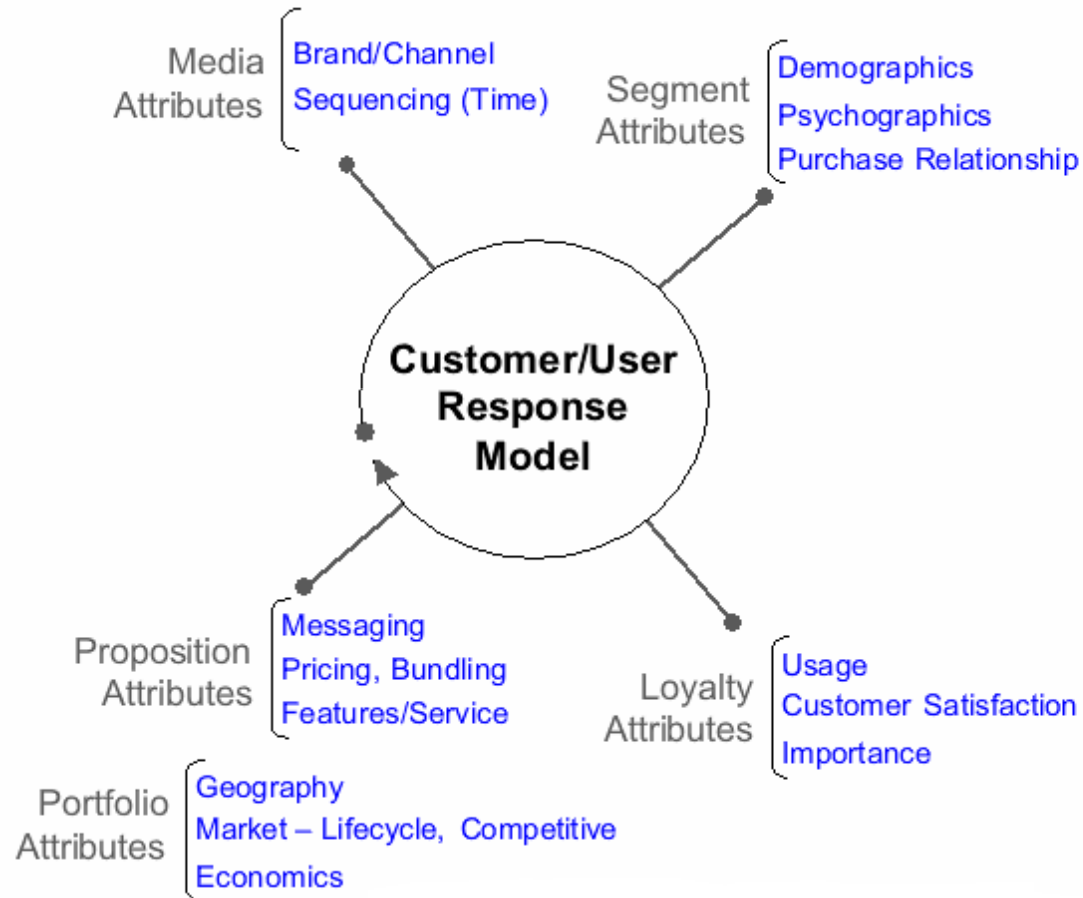 Media
Attributes
Brand/Channel
Sequencing (Time)
Segment
Attributes
Demographics
Psychographics
Purchase Relationship
Customer/User
Response
Model
Proposition
Attributes
Messaging
Pricing, Bundling
Features/Service
Loyalty
Attributes
Usage
Customer Satisfaction
Importance
Portfolio
Attributes
Geography
Market – Lifecycle, Competitive
Economics